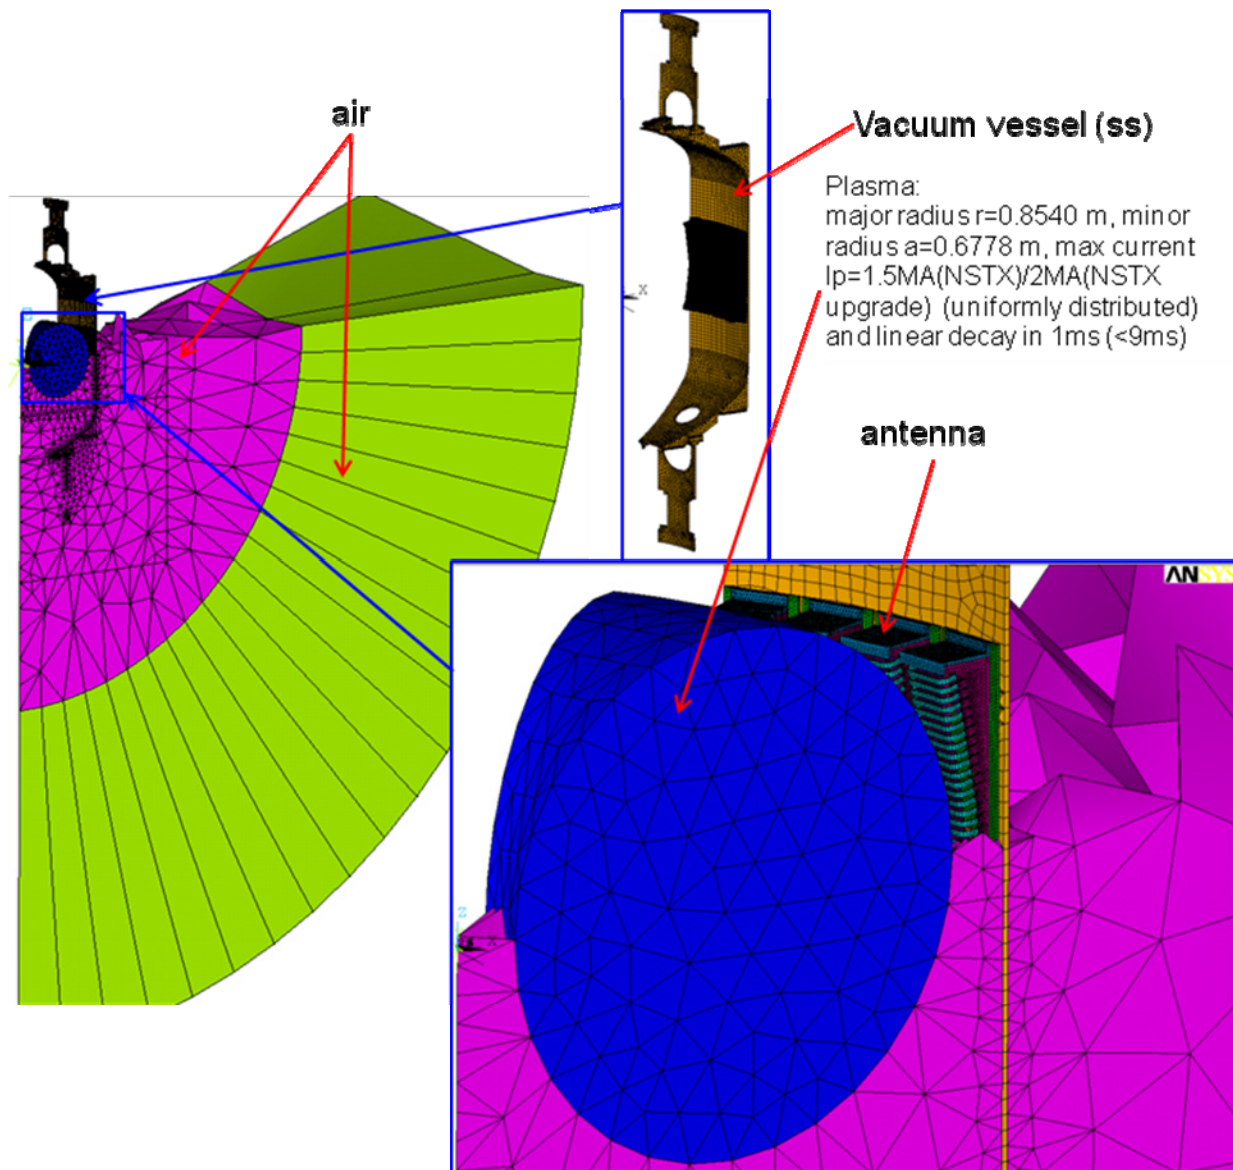 air
Vacuum vessel (ss)
Plasma:
major radius r=0.8540 m, minor
radius a=0.6778 m, max current
Ip=1.5MA(NSTX)/2MA(NSTX
upgrade) (uniformly distributed)
and linear decay in 1ms (<9ms)
X
antenna
ANSYS
Z
X